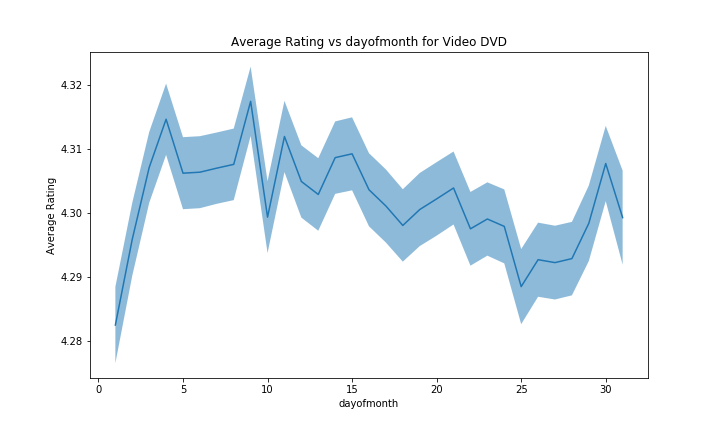 Average Rating vs dayofmonth for Video DVD
Average Rating
4.32
4.31
4.30
4.29
4.28
0 5 10 15 20 25 30
dayofmonth